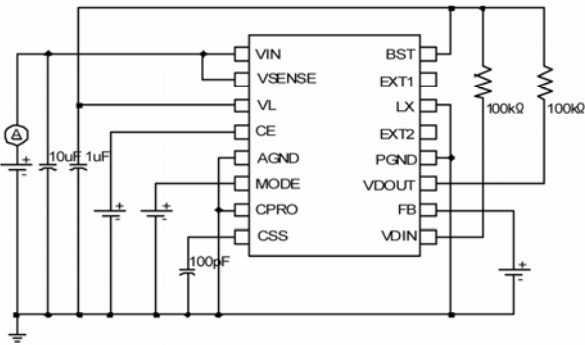 VIN
VSENSE
VL
CE
AGND
MODE
CPRO
CSS
BST
EXT1
LX
EXT2
PGND
VDOUT
FB
VDIN
A
10uF
1uF
100pF
100kΩ
100kΩ
+
-
+
-
+
-
+
-